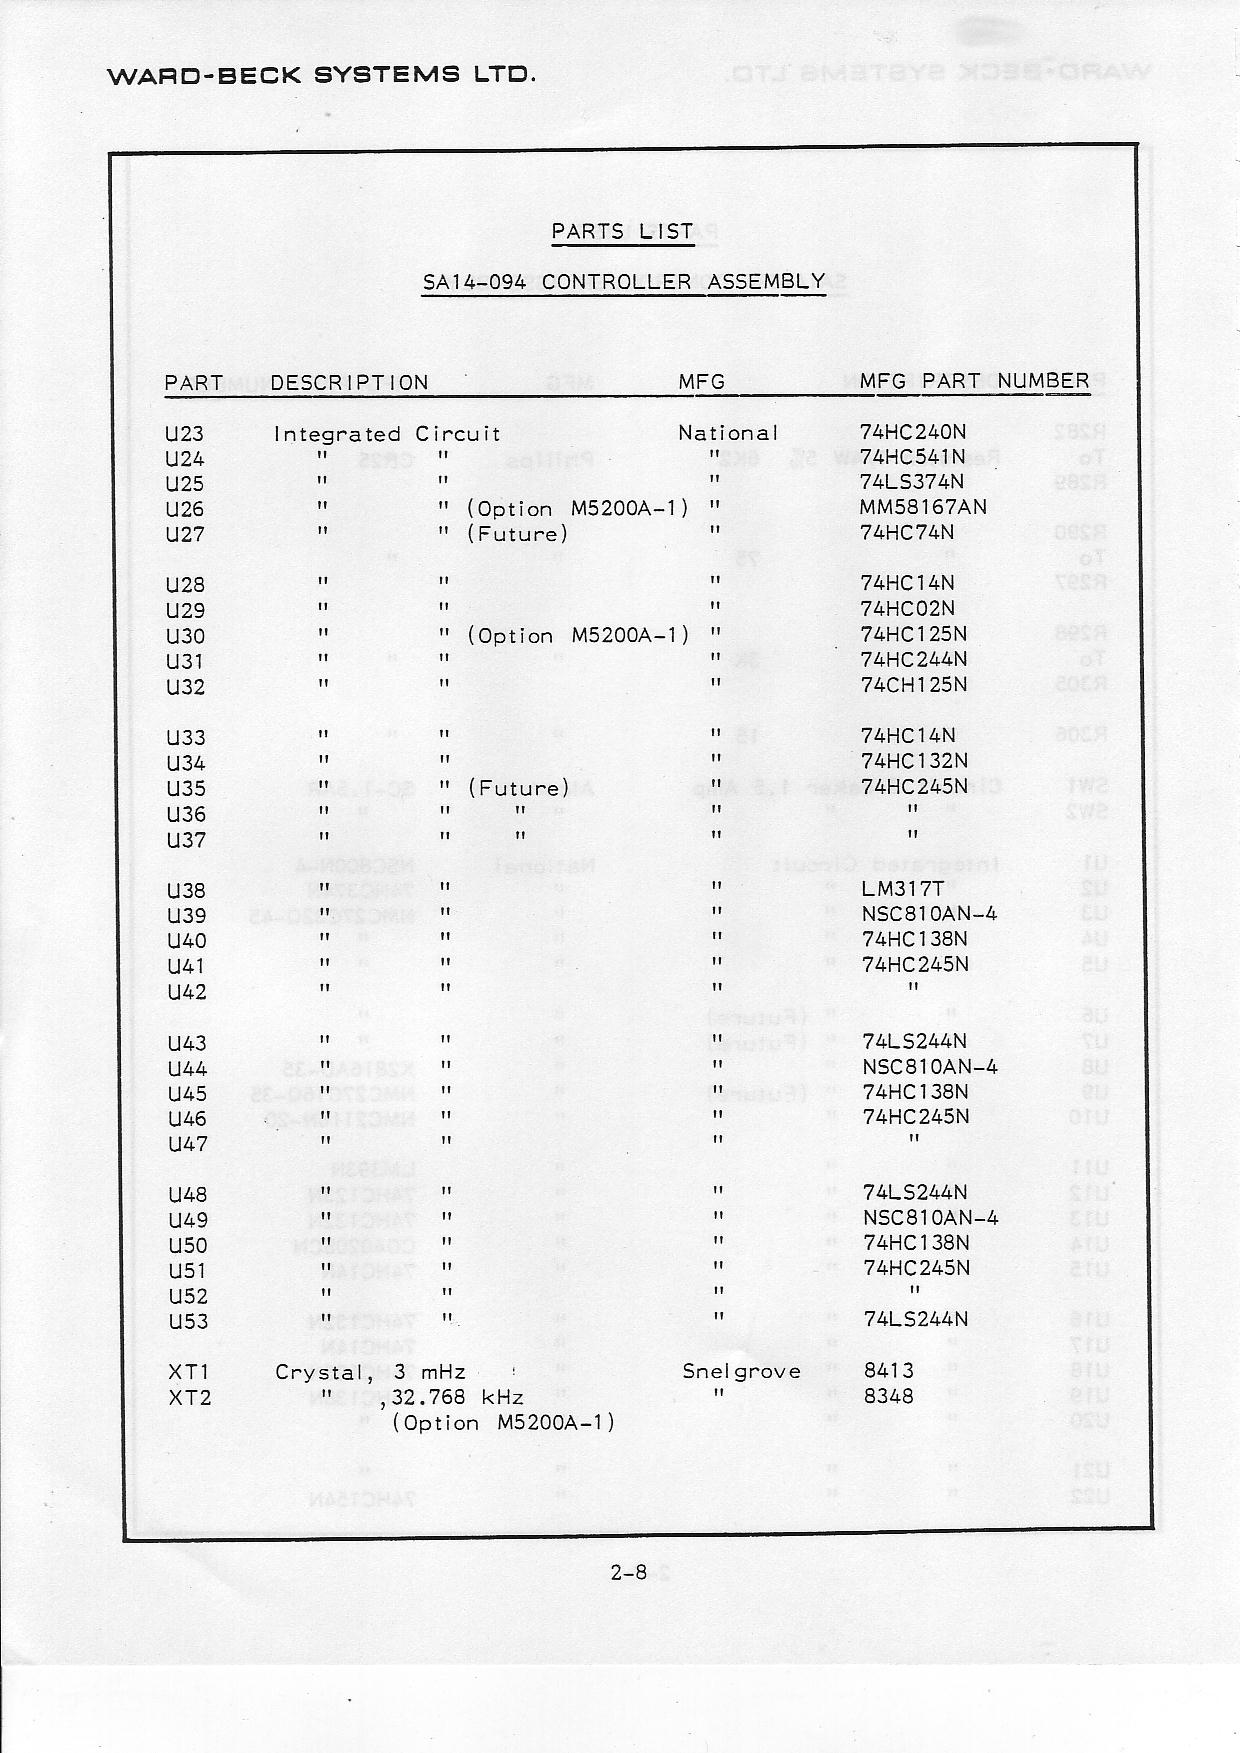 WARD-BECK SYSTEMS LTD.
PARTS LIST
SA14-094 CONTROLLER ASSEMBLY
PART DESCRIPTION MFG MFG PART NUMBER
U23 Integrated Circuit National 74HC240N
U24 " " " 74HC541N
U25 " " " 74LS374N
U26 " " (Option M5200A-1) " MM58167AN
U27 " " (Future) " 74HC74N
U28 " " " 74HC14N
U29 " " " 74HC02N
U30 " " (Option M5200A-1) " 74HC125N
U31 " " " 74HC244N
U32 " " " 74CH125N
U33 " " " 74HC14N
U34 " " " 74HC132N
U35 " " (Future) " 74HC245N
U36 " " " " "
U37 " " " " "
U38 " " " LM317T
U39 " " " NSC810AN-4
U40 " " " 74HC138N
U41 " " " 74HC245N
U42 " " " "
U43 " " " 74LS244N
U44 " " " NSC810AN-4
U45 " " " 74HC138N
U46 " " " 74HC245N
U47 " " " "
U48 " " " 74LS244N
U49 " " " NSC810AN-4
U50 " " " 74HC138N
U51 " " " 74HC245N
U52 " " " "
U53 " " " 74LS244N
XT1 Crystal, 3 mHz Snelgrove 8413
XT2 " ,32.768 kHz " 8348
(Option M5200A-1)
2-8